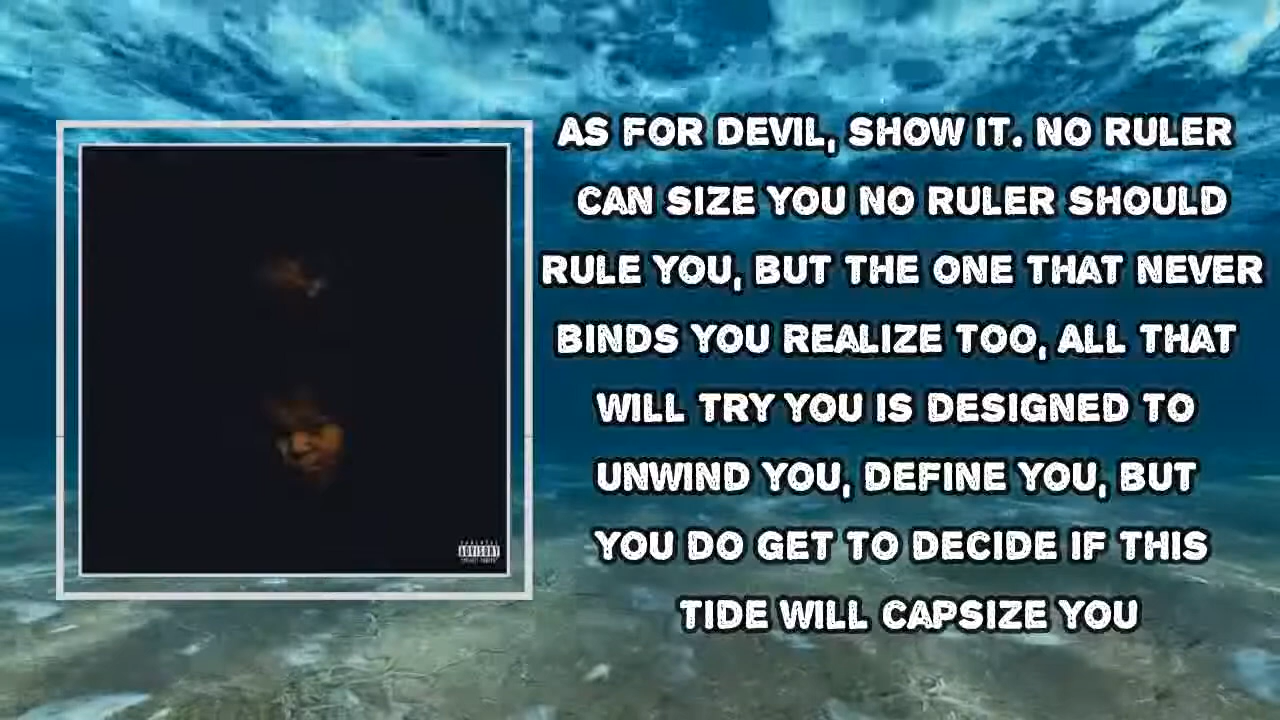 AS FOR DEVIL, SHOW IT. NO RULER
CAN SIZE YOU NO RULER SHOULD
RULE YOU, BUT THE ONE THAT NEVER
BINDS YOU REALIZE TOO, ALL THAT
WILL TRY YOU IS DESIGNED TO
UNWIND YOU, DEFINE YOU, BUT
YOU DO GET TO DECIDE IF THIS
TIDE WILL CAPSIZE YOU
ADVISORY